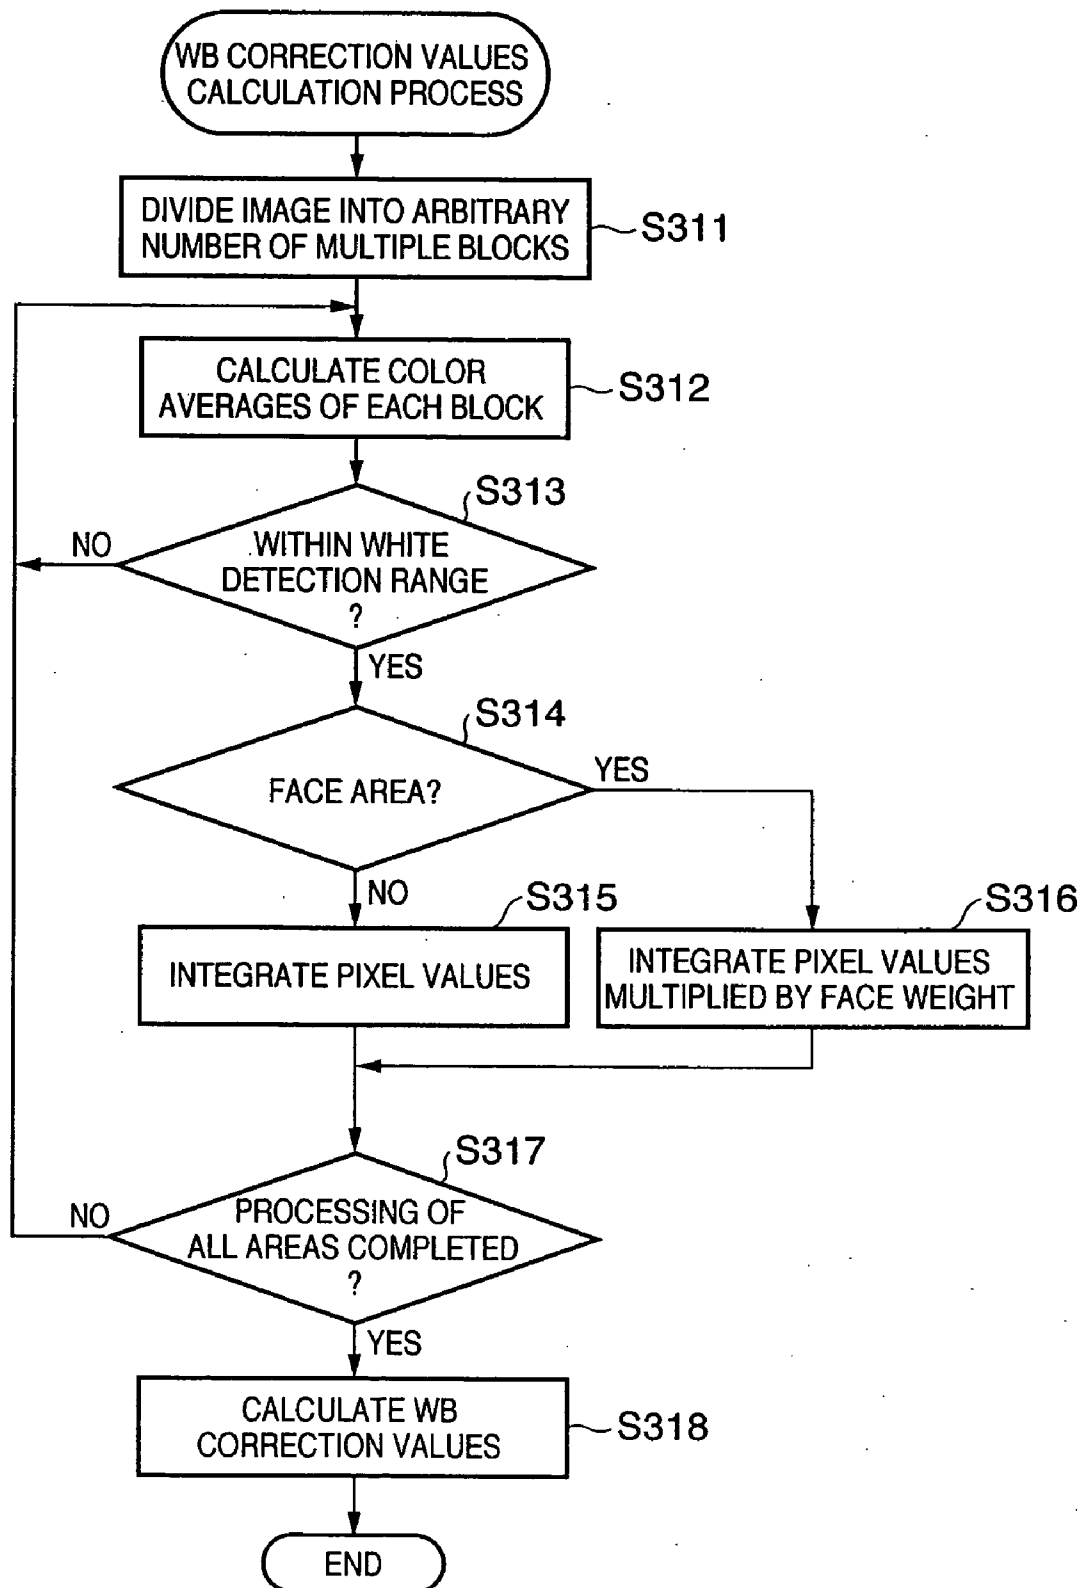 WB CORRECTION VALUES
CALCULATION PROCESS
DIVIDE IMAGE INTO ARBITRARY
NUMBER OF MULTIPLE BLOCKS
S311
CALCULATE COLOR
AVERAGES OF EACH BLOCK
S312
S313
NO
WITHIN WHITE
DETECTION RANGE
?
YES
S314
FACE AREA?
YES
NO
S315
S316
INTEGRATE PIXEL VALUES
INTEGRATE PIXEL VALUES
MULTIPLIED BY FACE WEIGHT
S317
NO
PROCESSING OF
ALL AREAS COMPLETED
?
YES
CALCULATE WB
CORRECTION VALUES
S318
END